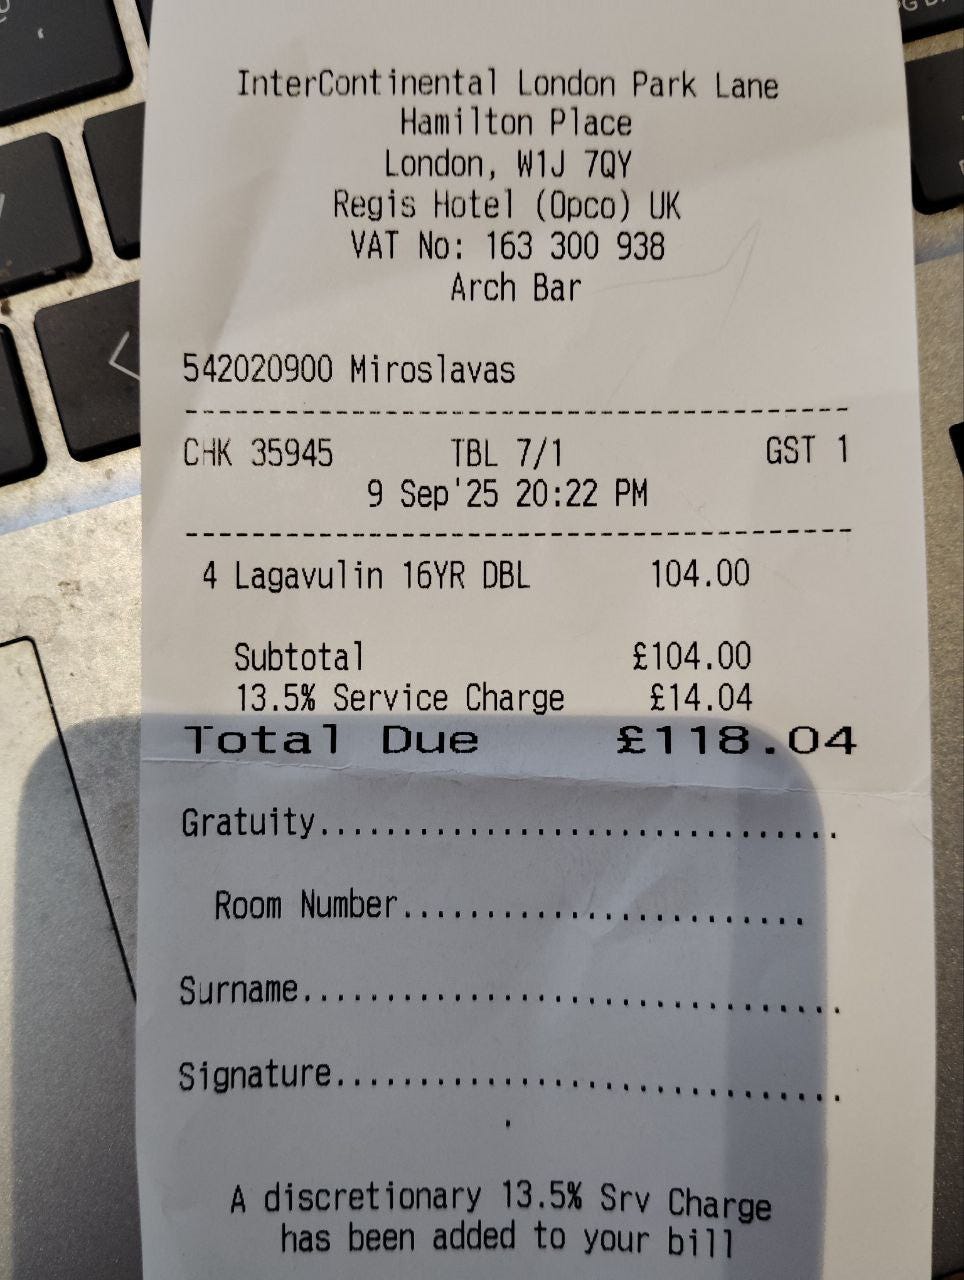 InterContinental London Park Lane
Hamilton Place
London, W1J 7QY
Regis Hotel (Opco) UK
VAT No: 163 300 938
Arch Bar
542020900 Miroslavas
----------------------------------------
CHK 35945 TBL 7/1 GST 1
9 Sep'25 20:22 PM
----------------------------------------
4 Lagavulin 16YR DBL 104.00
Subtotal £104.00
13.5% Service Charge £14.04
Total Due £118.04
Gratuity...............................
Room Number........................
Surname................................
Signature..............................
.
A discretionary 13.5% Srv Charge
has been added to your bill